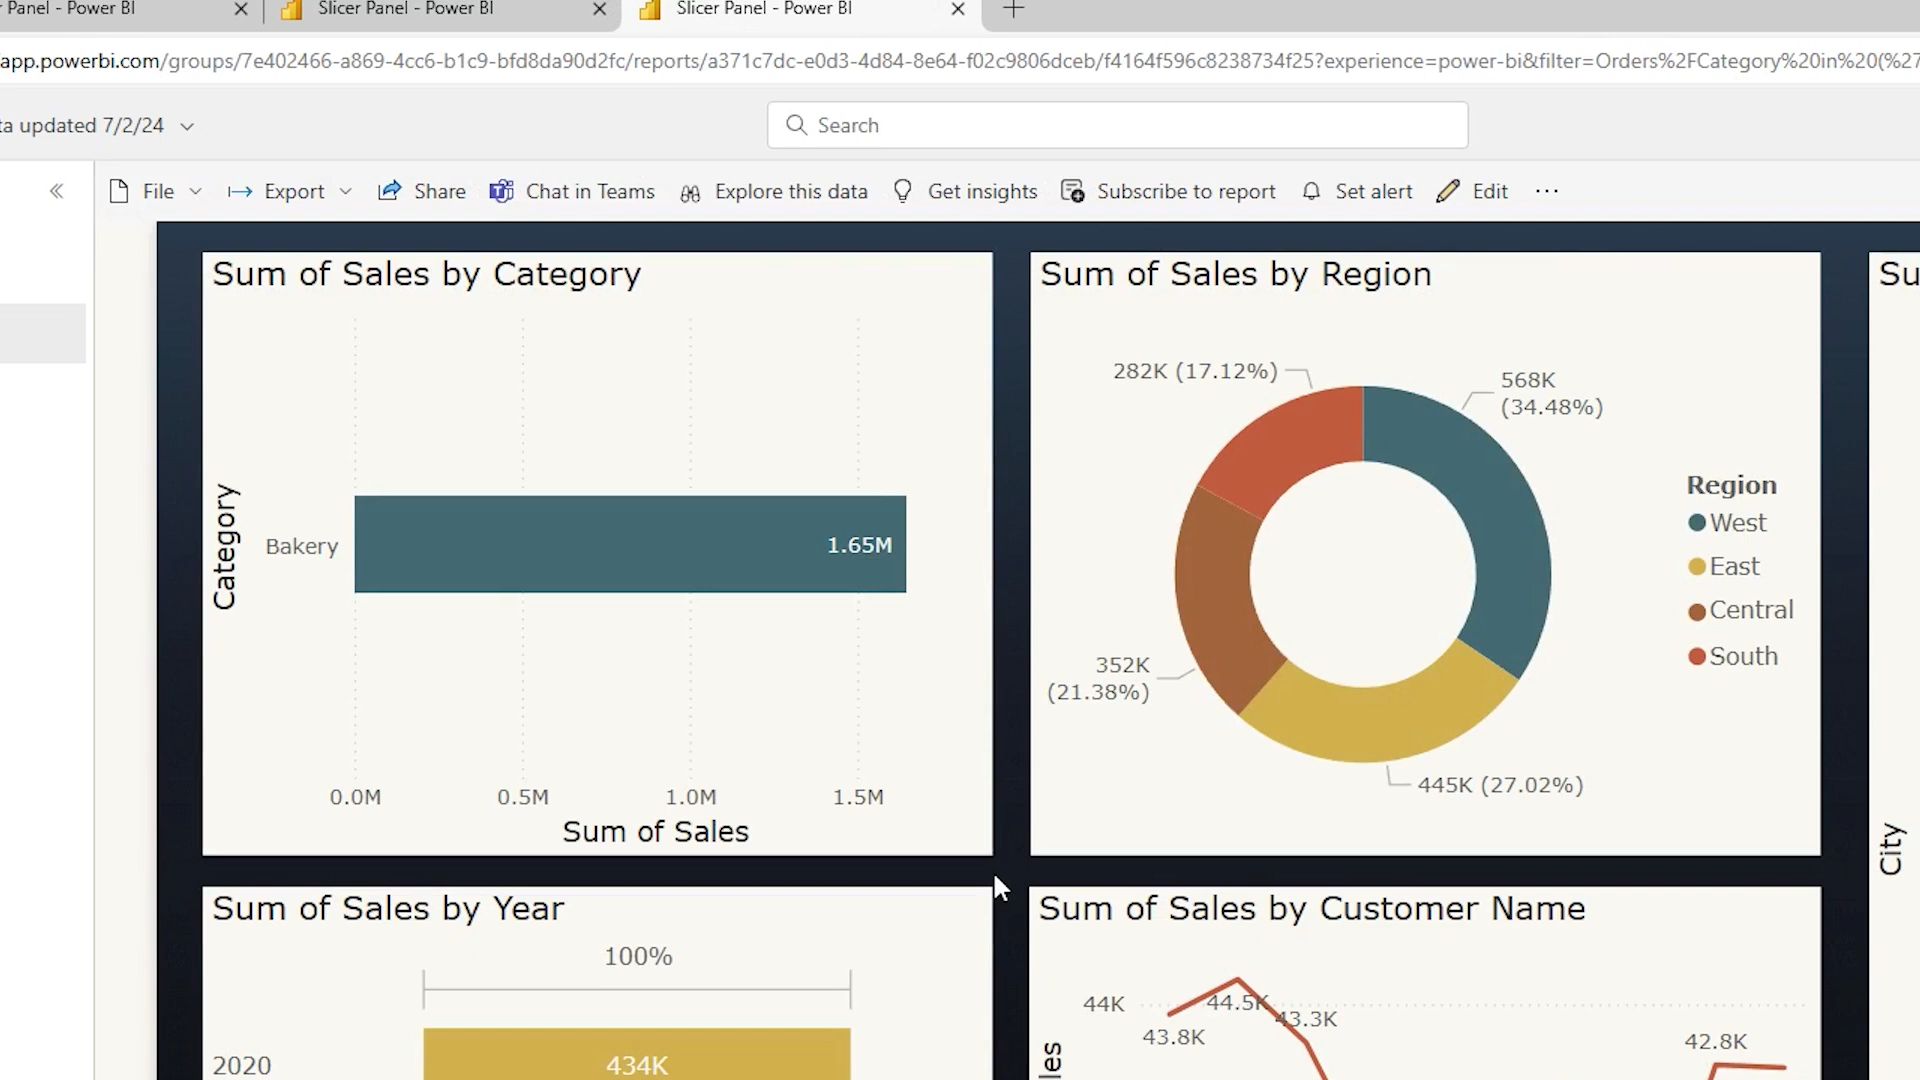 r Panel - Power BI
Slicer Panel - Power BI
Slicer Panel - Power BI
app.powerbi.com/groups/7e402466-a869-4cc6-b1c9-bfd8da90d2fc/reports/a371c7dc-e0d3-4d84-8e64-f02c9806dceb/f4164f596c8238734f25?experience=power-bi&filter=Orders%2FCategory%20in%20(%27
ta updated 7/2/24
Search
File
Export
Share
Chat in Teams
Explore this data
Get insights
Subscribe to report
Set alert
Edit
Sum of Sales by Category
Category
Bakery
1.65M
0.0M
0.5M
1.0M
1.5M
Sum of Sales
Sum of Sales by Region
282K (17.12%)
568K
(34.48%)
352K
(21.38%)
445K (27.02%)
Region
West
East
Central
South
Su
City
Sum of Sales by Year
100%
2020
434K
Sum of Sales by Customer Name
44K
43.8K
44.5K
43.3K
42.8K
les